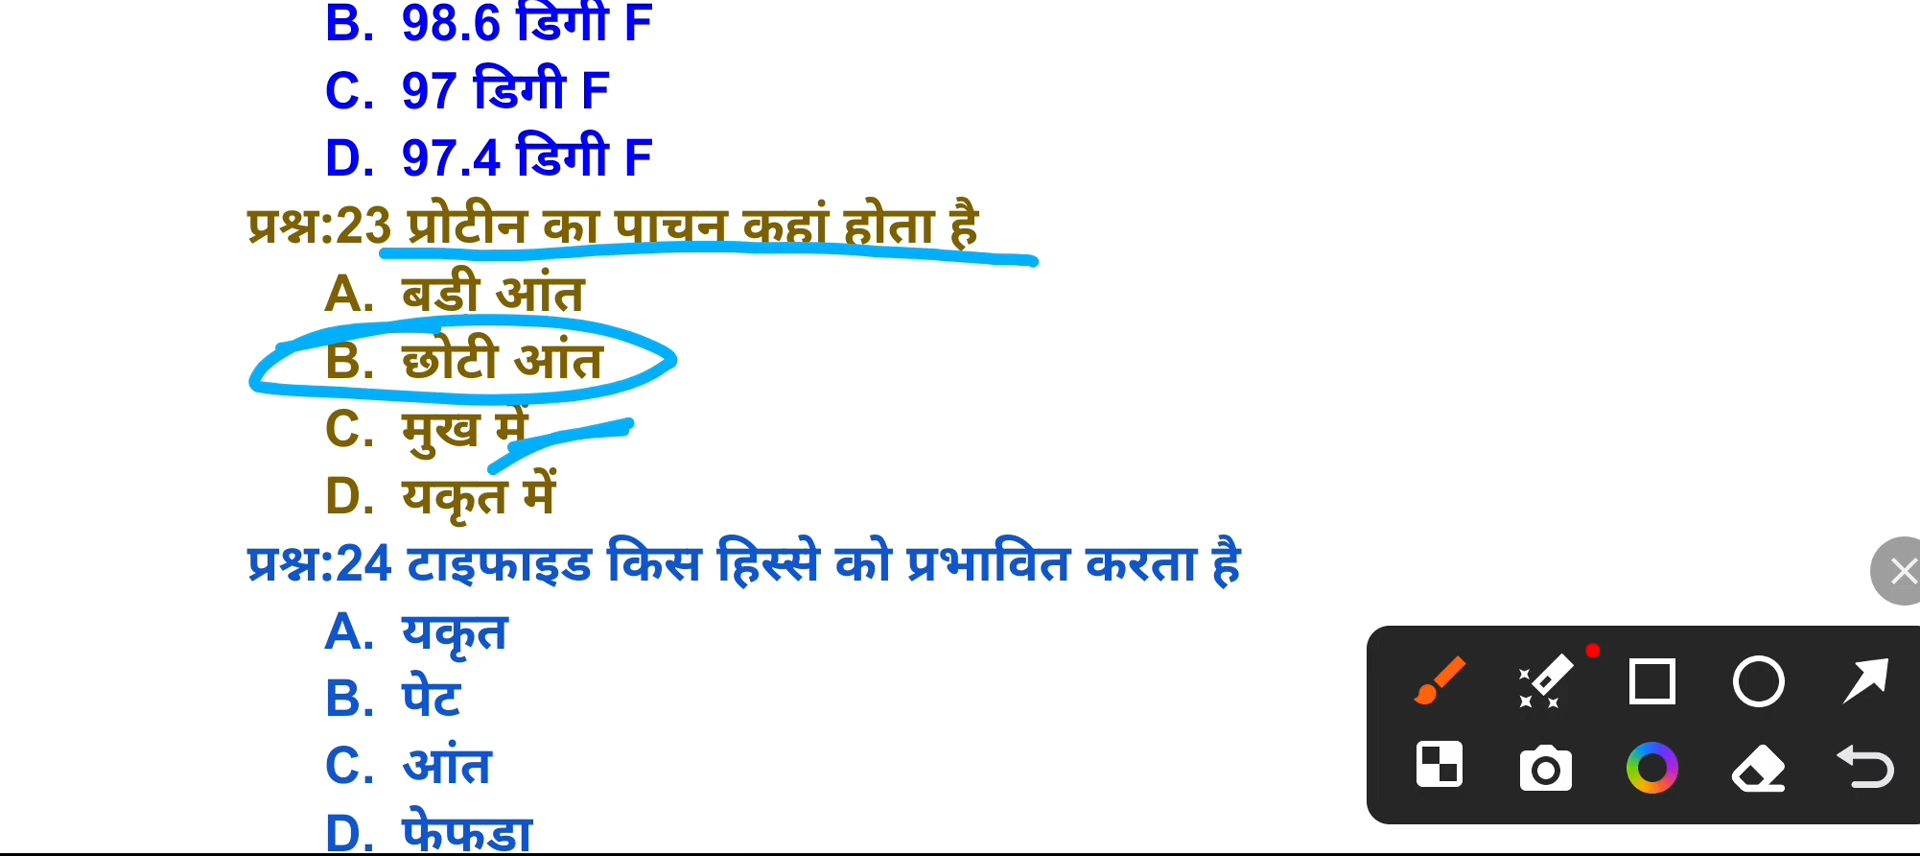 B. 98.6 डिगी F
C. 97 डिगी F
D. 97.4 डिगी F
प्रश्न:23 प्रोटीन का पाचन कहां होता है
A. बडी आंत
B. छोटी आंत
C. मुख में
D. यकृत में
प्रश्न:24 टाइफाइड किस हिस्से को प्रभावित करता है
A. यकृत
B. पेट
C. आंत
D. फेफडा